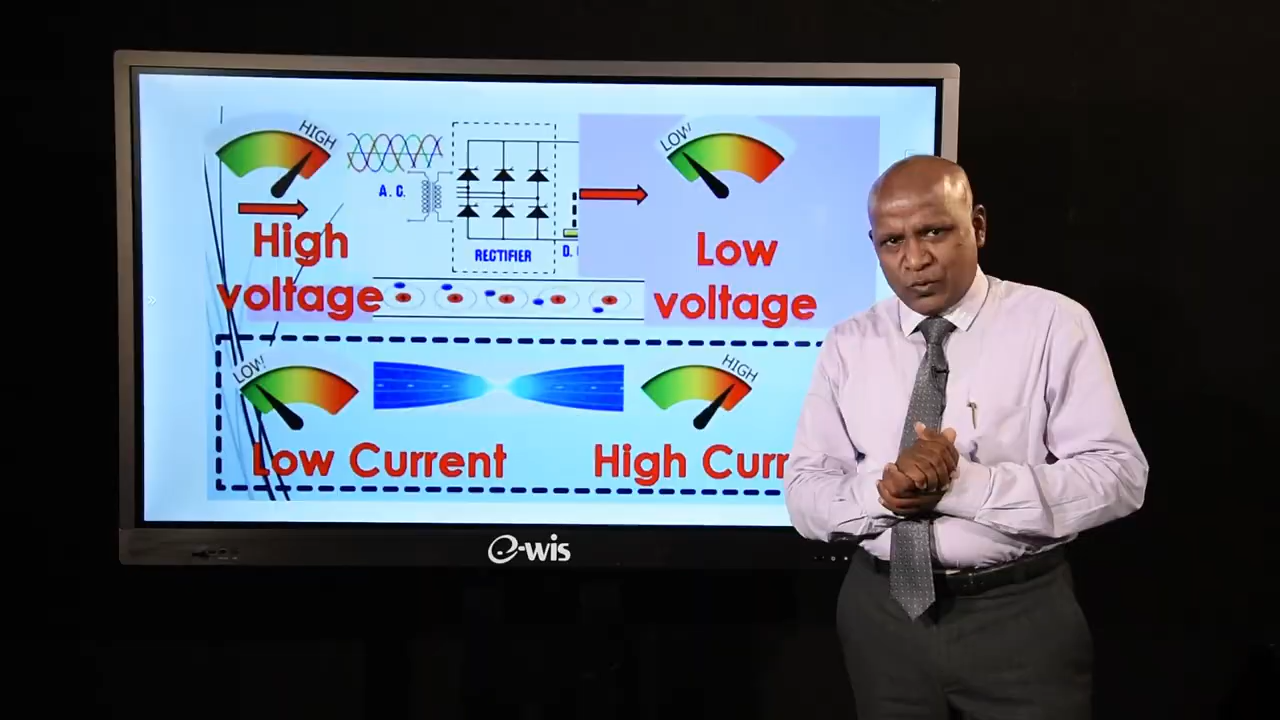 HIGH
LOW
A. C.
RECTIFIER
D.
High
voltage
Low
voltage
LOW
HIGH
Low Current
High Curr
e-wis